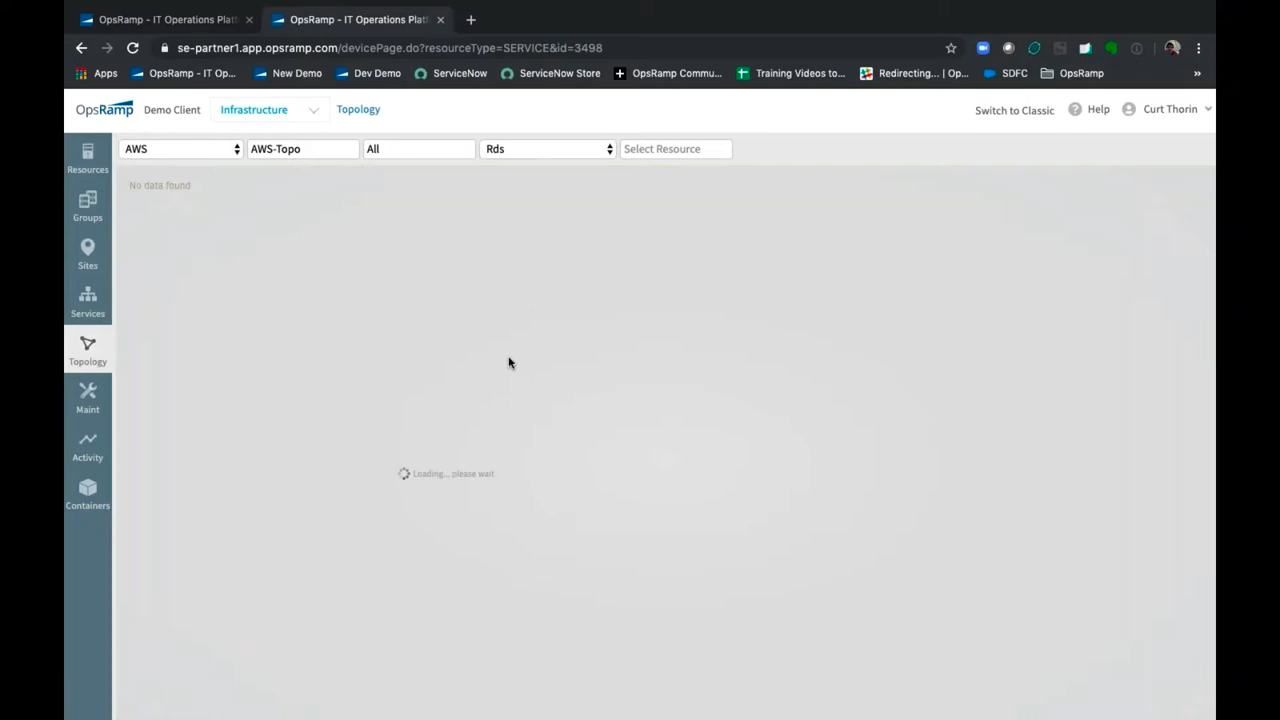 OpsRamp - IT Operations Platf
OpsRamp - IT Operations Platf
se-partner1.app.opsramp.com/devicePage.do?resourceType=SERVICE&id=3498
Apps OpsRamp - IT Op... New Demo Dev Demo ServiceNow ServiceNow Store OpsRamp Commu... Training Videos to... Redirecting... | Op... SDFC OpsRamp »
OpsRamp Demo Client Infrastructure Topology Switch to Classic Help Curt Thorin
AWS AWS-Topo All Rds Select Resource
No data found
Resources
Groups
Sites
Services
Topology
Maint
Activity
Containers
Loading... please wait